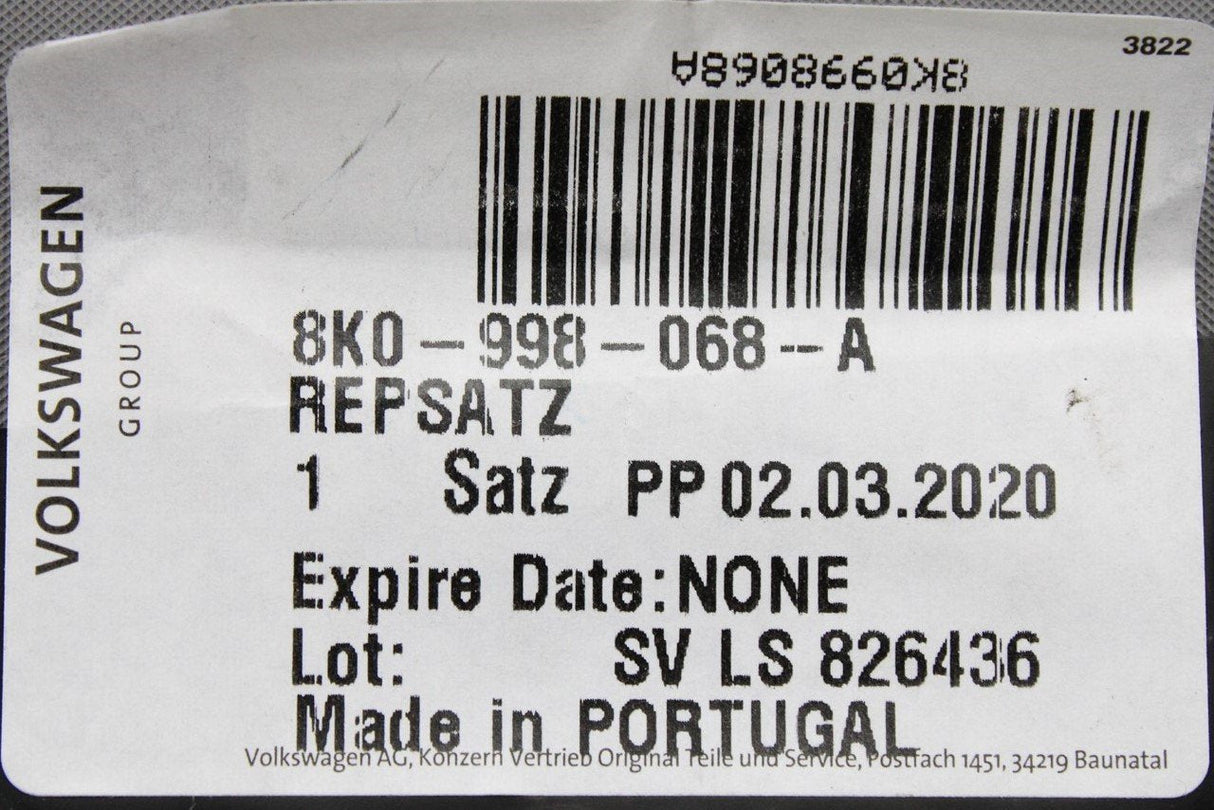 3822
8K0998068A
VOLKSWAGEN
GROUP
8K0-998-068-A
REPSATZ
1 Satz PP 02.03.2020
Expire Date:NONE
Lot: SV LS 826436
Made in PORTUGAL
Volkswagen AG, Konzern Vertrieb Original Teile und Service, Postfach 1451, 34219 Baunatal